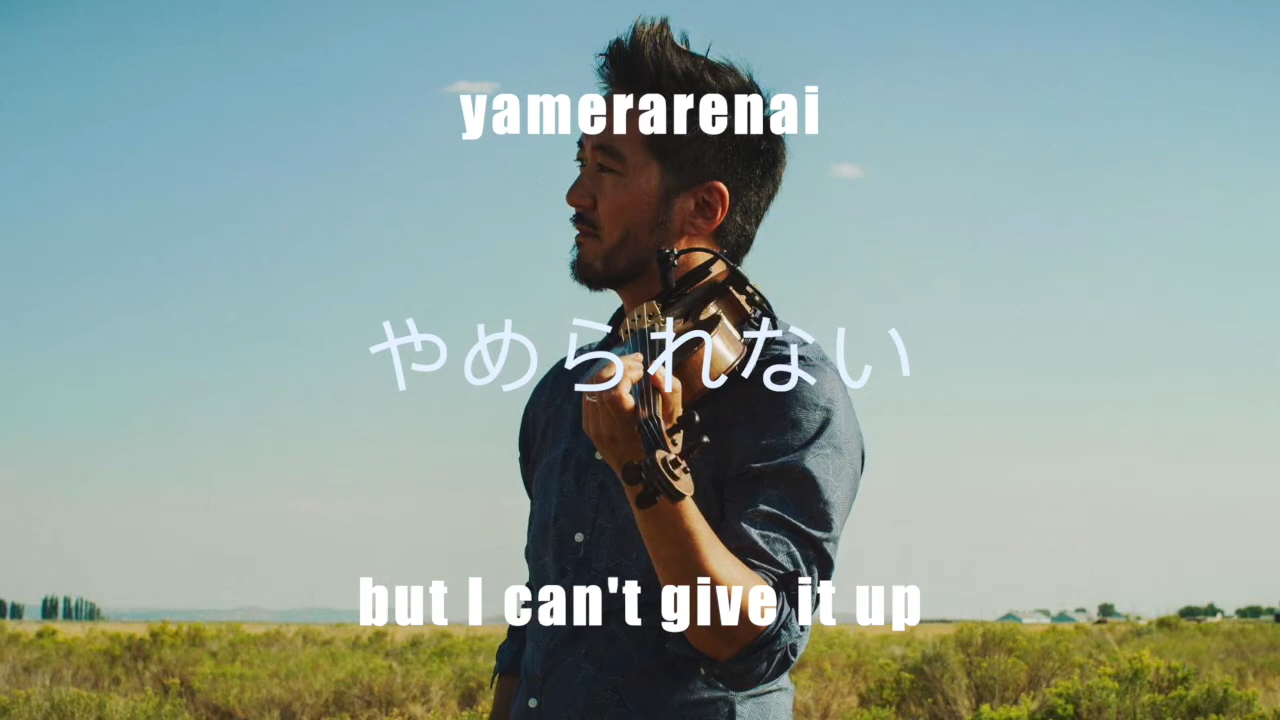 yamerarenai
やめられない
but I can't give it up